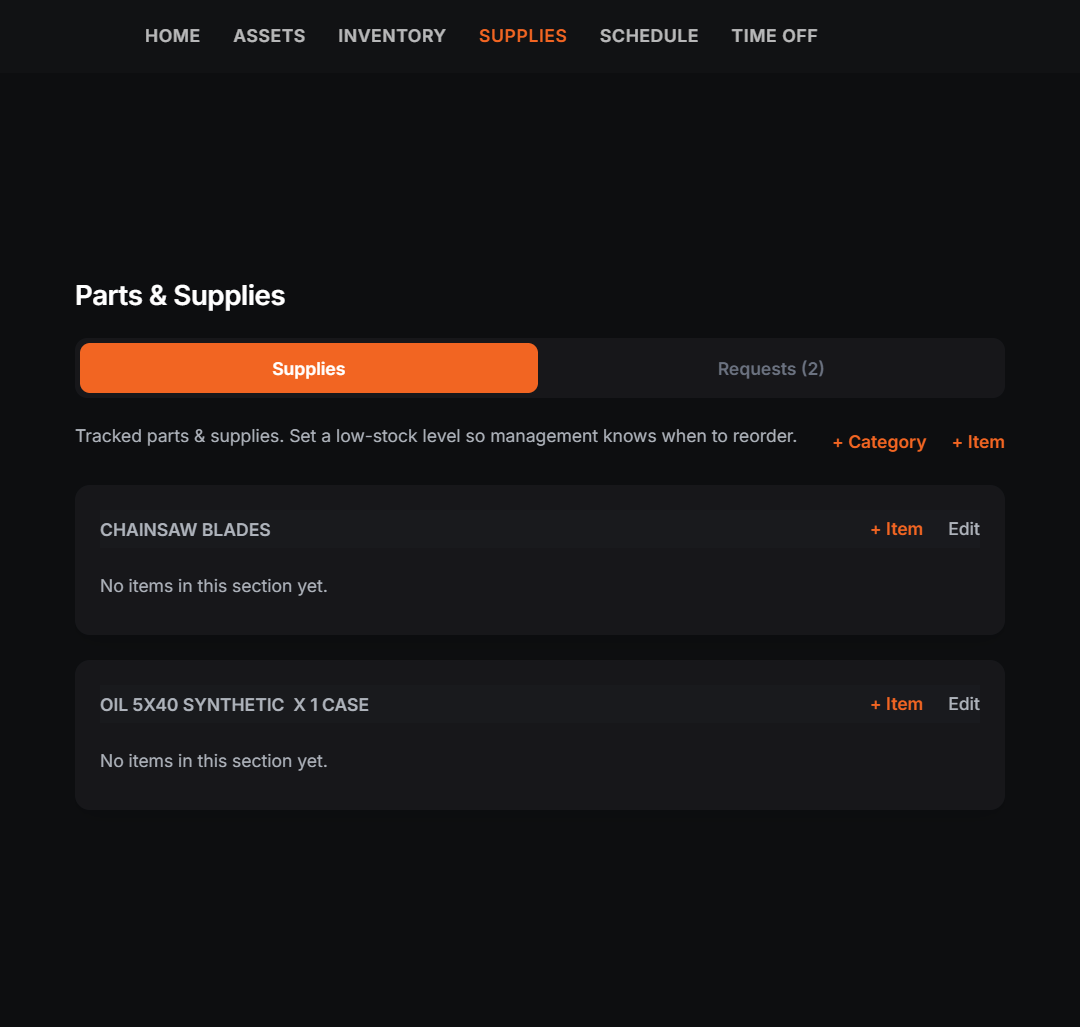 HOME ASSETS INVENTORY SUPPLIES SCHEDULE TIME OFF
Parts & Supplies
Supplies Requests (2)
Tracked parts & supplies. Set a low-stock level so management knows when to reorder. + Category + Item
CHAINSAW BLADES + Item Edit
No items in this section yet.
OIL 5X40 SYNTHETIC  X 1 CASE + Item Edit
No items in this section yet.